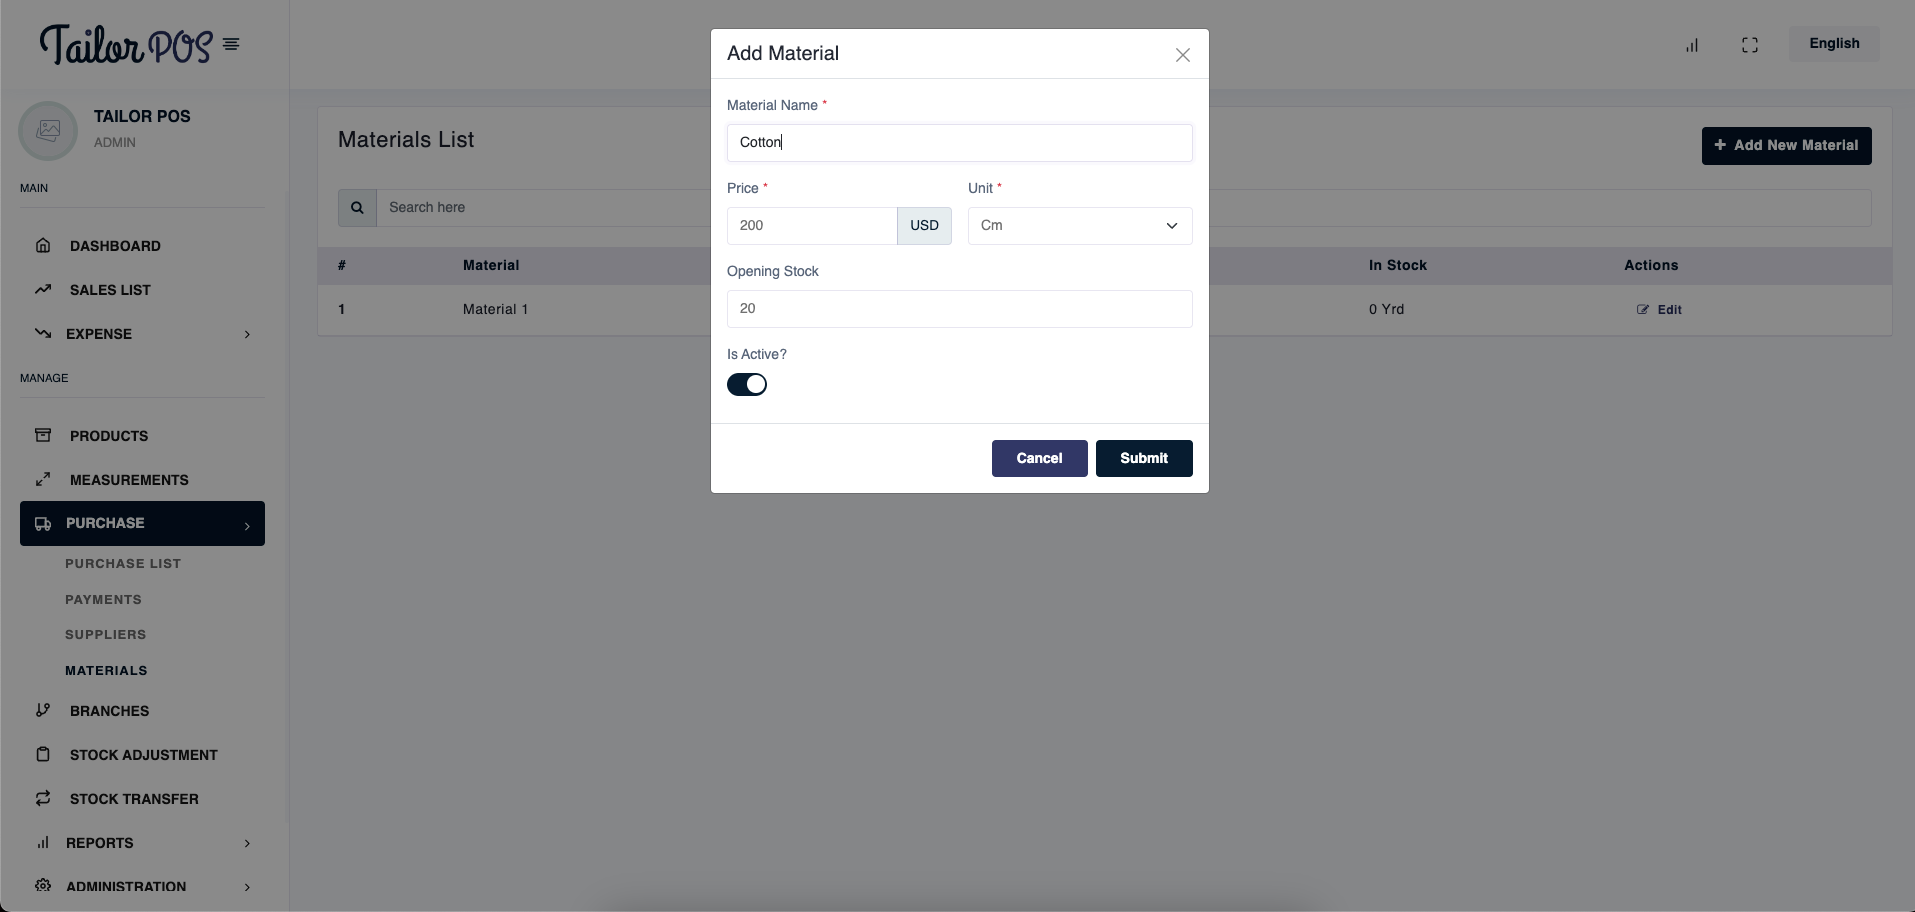 Tailor POS
English
TAILOR POS
ADMIN
MAIN
DASHBOARD
SALES LIST
EXPENSE
MANAGE
PRODUCTS
MEASUREMENTS
PURCHASE
PURCHASE LIST
PAYMENTS
SUPPLIERS
MATERIALS
BRANCHES
STOCK ADJUSTMENT
STOCK TRANSFER
REPORTS
ADMINISTRATION
Materials List
+ Add New Material
Search here
# Material In Stock Actions
1 Material 1 0 Yrd Edit
Add Material
Material Name *
Cotton
Price * Unit *
200 USD Cm
Opening Stock
20
Is Active?
Cancel Submit